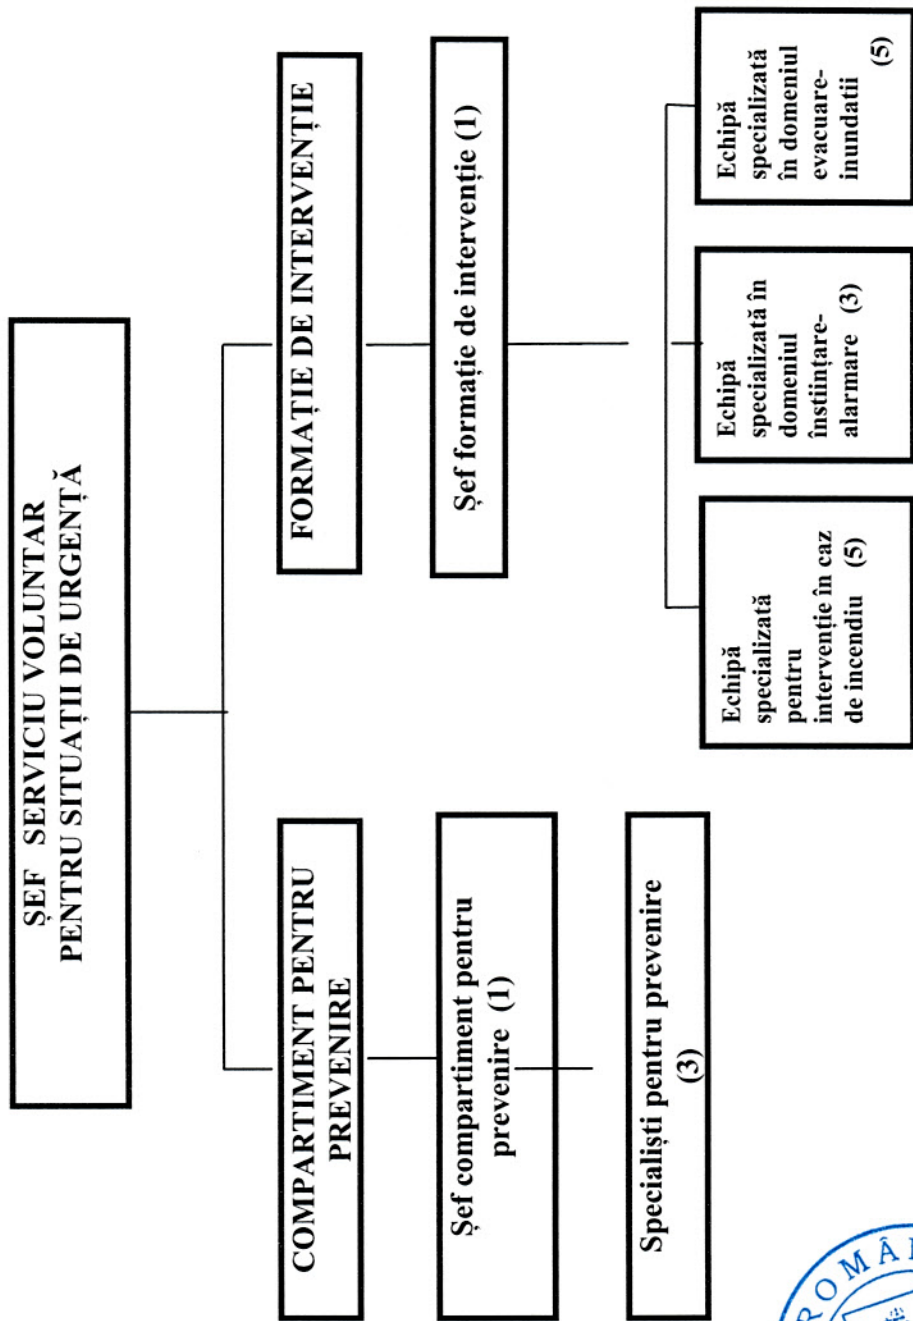 ȘEF SERVICIU VOLUNTAR
PENTRU SITUAȚII DE URGENȚĂ
COMPARTIMENT PENTRU
PREVENIRE
FORMAȚIE DE INTERVENȚIE
Șef compartiment pentru
prevenire (1)
Șef formație de intervenție (1)
Specialiști pentru prevenire
(3)
Echipă
specializată
pentru
intervenție în caz
de incendiu (5)
Echipă
specializată în
domeniul
înstiințare-
alarmare (3)
Echipă
specializată
în domeniul
evacuare-
inundatii
(5)